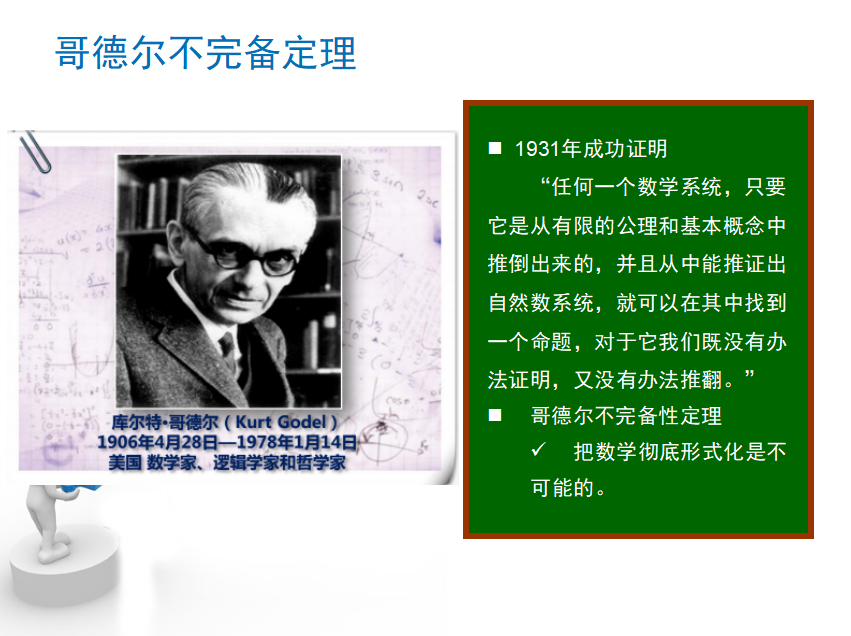 哥德尔不完备定理
库尔特•哥德尔（Kurt Godel）
1906年4月28日—1978年1月14日
美国 数学家、逻辑学家和哲学家
■ 1931年成功证明
“任何一个数学系统，只要
它是从有限的公理和基本概念中
推倒出来的，并且从中能推证出
自然数系统，就可以在其中找到
一个命题，对于它我们既没有办
法证明，又没有办法推翻。”
■ 哥德尔不完备性定理
✓ 把数学彻底形式化是不
可能的。